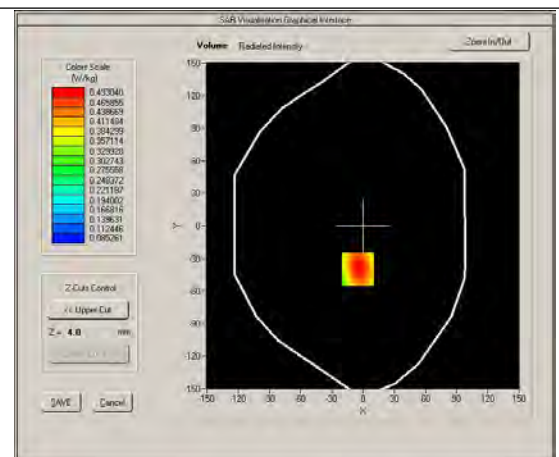 SAR Visualisation Graphical Interface
Volume Radiated Intensity
Zoom In/Out
Colors Scale
(W/kg)
0.493040
0.465855
0.438669
0.411484
0.384299
0.357114
0.329928
0.302743
0.275558
0.248372
0.221187
0.194002
0.166816
0.139631
0.112446
0.085261
Z-Cuts Control
<< Upper Cut
Z = 4.0 mm
SAVE
Cancel
150
120
90
60
30
0
-30
-60
-90
-120
-150
Y
-150 -120 -90 -60 -30 0 30 60 90 120 150
X